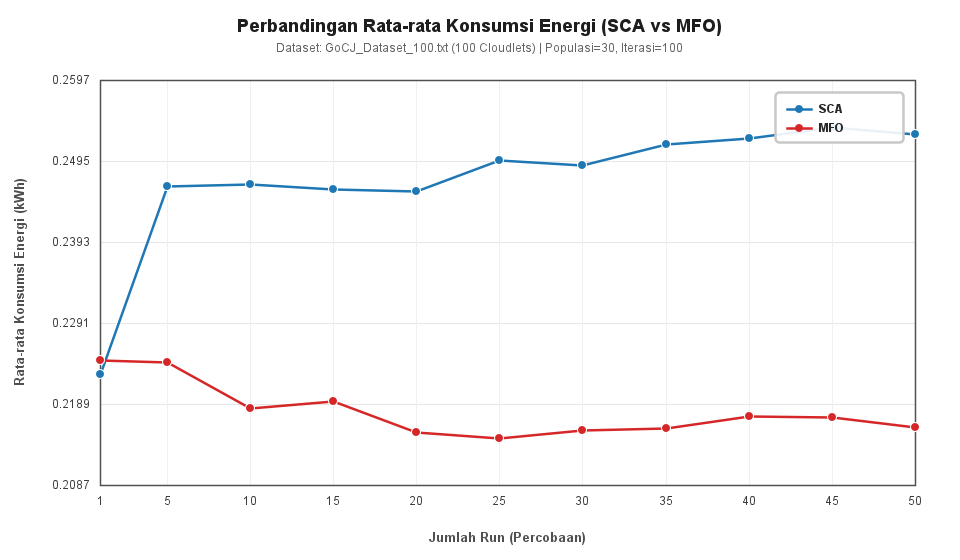 Perbandingan Rata-rata Konsumsi Energi (SCA vs MFO)
Dataset: GoCJ_Dataset_100.txt (100 Cloudlets) | Populasi=30, Iterasi=100
0.2597
SCA
MFO
0.2495
0.2393
Rata-rata Konsumsi Energi (kWh)
0.2291
0.2189
0.2087
1 5 10 15 20 25 30 35 40 45 50
Jumlah Run (Percobaan)